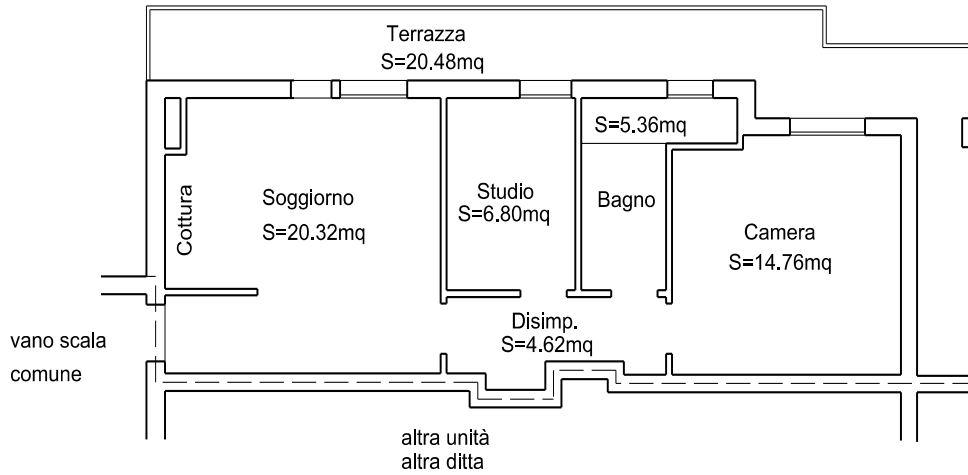 Terrazza
S=20.48mq
S=5.36mq
Cottura
Soggiorno
S=20.32mq
Studio
S=6.80mq
Bagno
Camera
S=14.76mq
Disimp.
S=4.62mq
vano scala
comune
altra unità
altra ditta